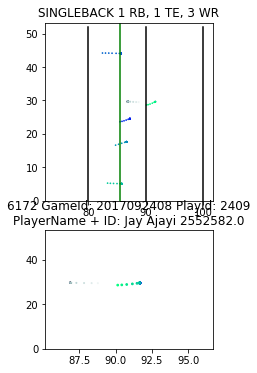 SINGLEBACK 1 RB, 1 TE, 3 WR
50
40
30
20
10
0
80 90 100
6172 GameId: 2017092408 PlayId: 2409
PlayerName + ID: Jay Ajayi 2552582.0
40
20
0
87.5 90.0 92.5 95.0